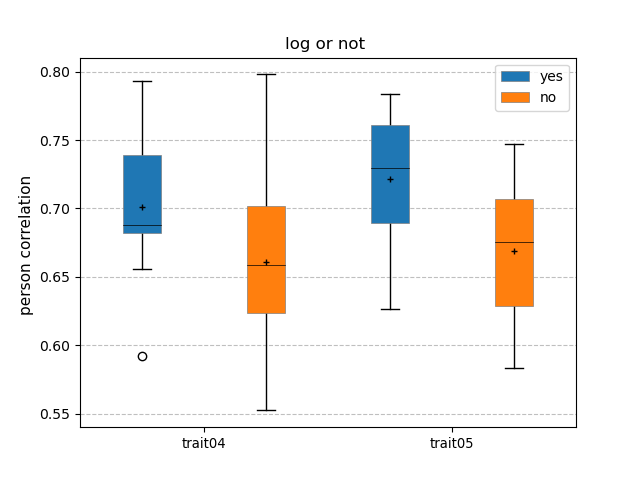 log or not
yes
no
0.80
0.75
0.70
0.65
0.60
0.55
person correlation
trait04
trait05